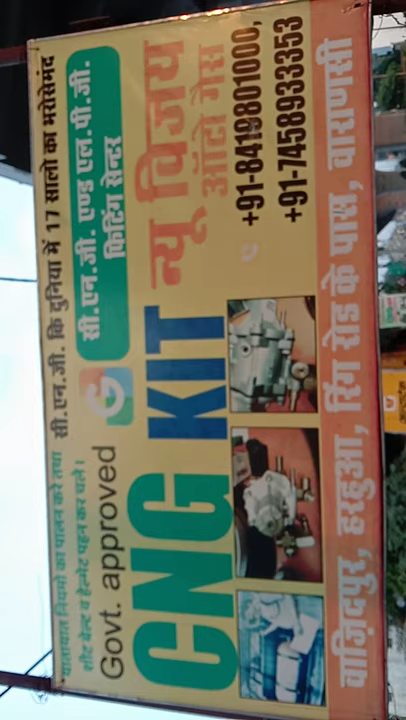 यातायात नियमों का पालन करे तथा
सीट बेल्ट व हेल्मेट पहन कर चले।
सी.एन.जी. कि दुनिया में 17 सालो का भरोसेमंद
Govt. approved
सी.एन.जी. एण्ड एल.पी.जी.
फिटिंग सेन्टर
CNG KIT
न्यू विजय
ऑटो गैस
+91-8419801000,
+91-7458933353
वाज़िदपुर, हरहुआ, रिंग रोड के पास, वाराणसी